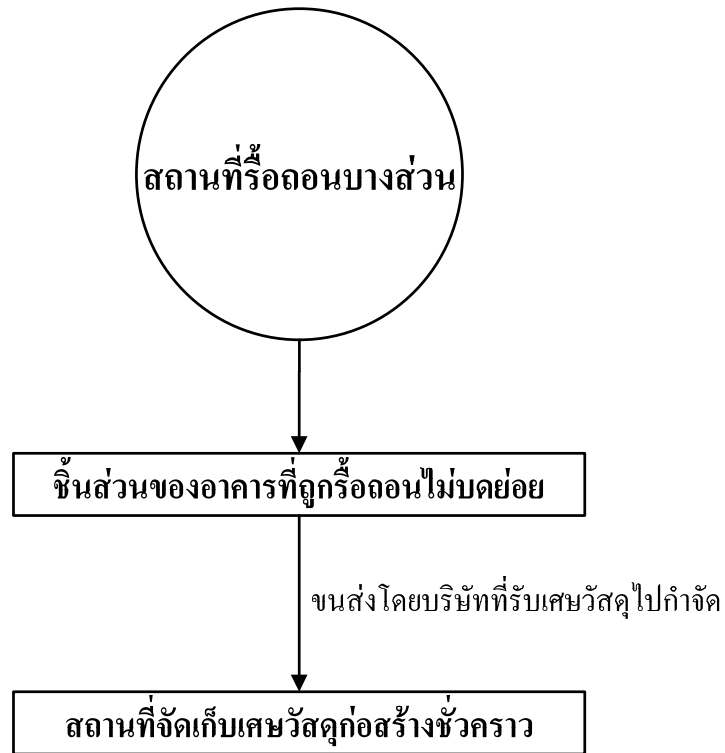 สถานที่รื้อถอนบางส่วน
ชิ้นส่วนของอาคารที่ถูกรื้อถอนไม่บดย่อย
ขนส่งโดยบริษัทที่รับเศษวัสดุไปกำจัด
สถานที่จัดเก็บเศษวัสดุก่อสร้างชั่วคราว